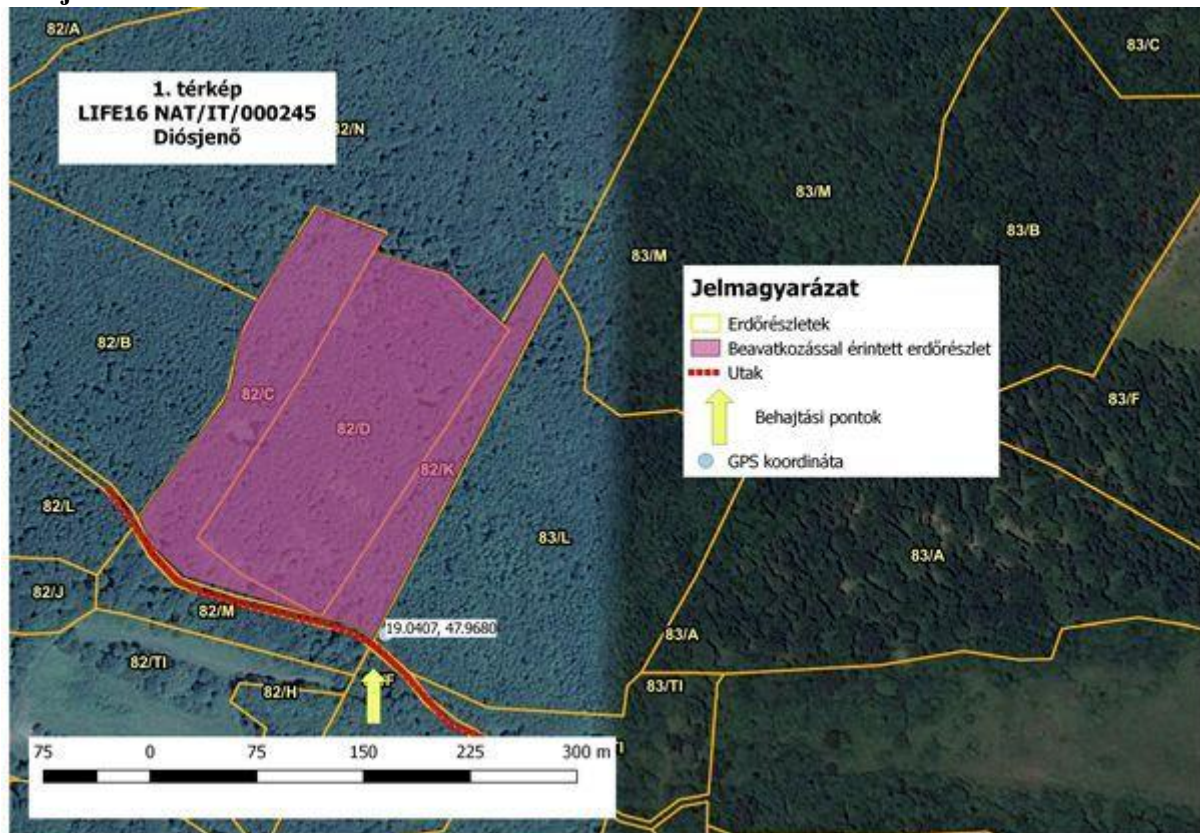 82/A
83/C
1. térkép
LIFE16 NAT/IT/000245
Diósjenő
82/N
83/M
83/B
83/M
Jelmagyarázat
Erdőrészletek
Beavatkozással érintett erdőrészlet
Utak
Behajtási pontok
GPS koordináta
82/B
82/C
82/D
82/K
83/F
82/L
83/L
83/A
82/J
82/M
19.0407, 47.9680
83/A
82/TI
82/H
83/TI
75 0 75 150 225 300 m